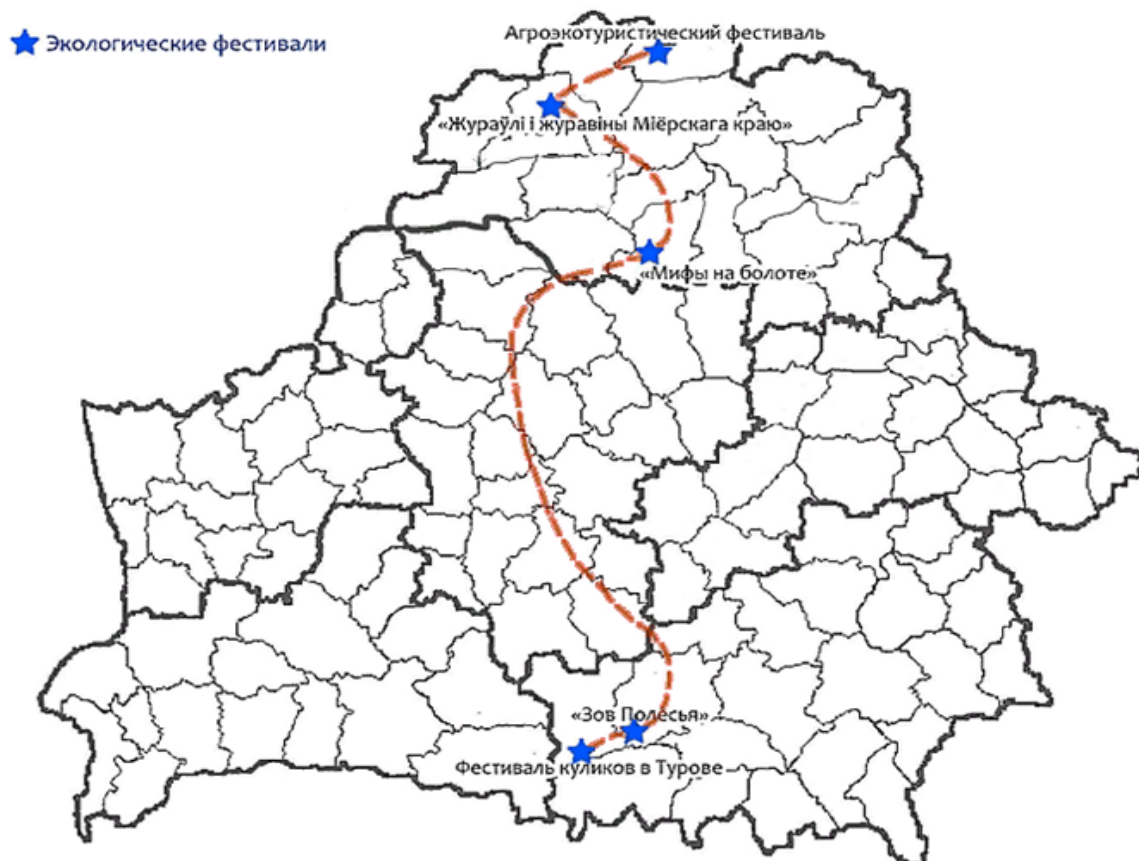 Экологические фестивали
Агроэкотуристический фестиваль
«Жураўлі і журавіны Міёрскага краю»
«Мифы на болоте»
«Зов Полесья»
Фестиваль куликов в Турове